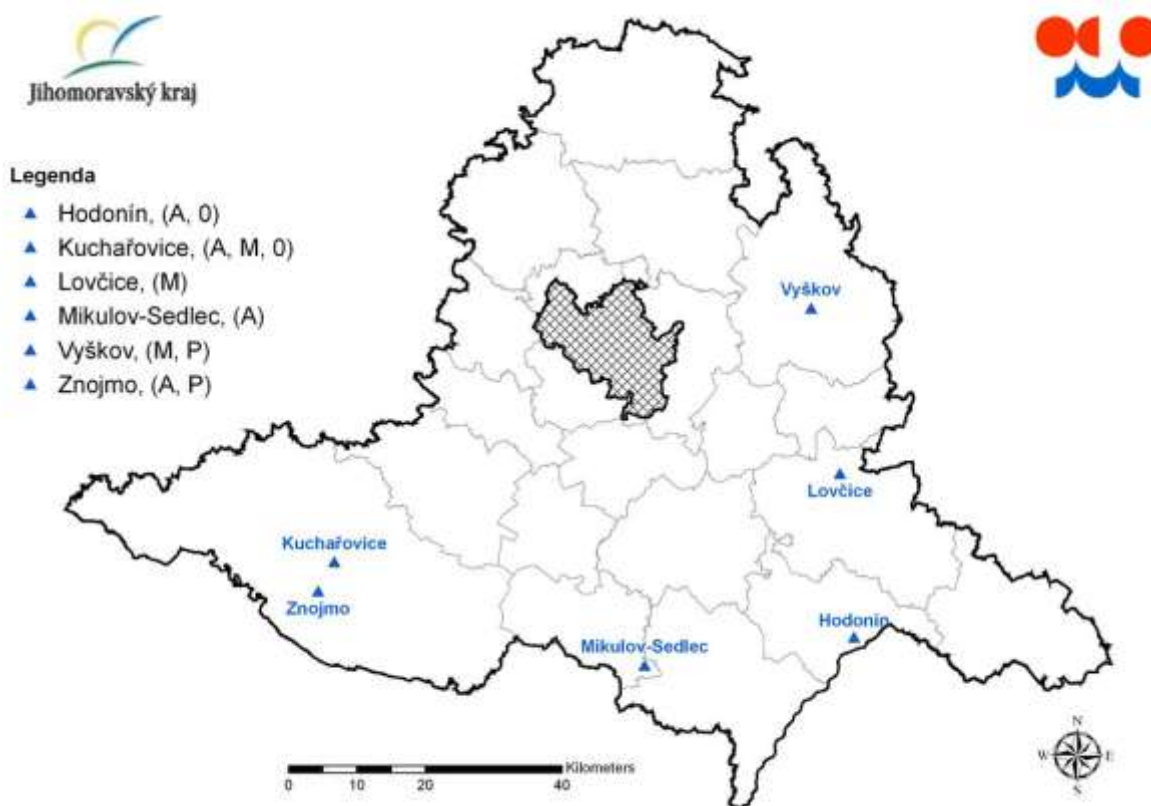 Jihomoravský kraj
Legenda
Hodonín, (A, 0)
Kuchařovice, (A, M, 0)
Lovčice, (M)
Mikulov-Sedlec, (A)
Vyškov, (M, P)
Znojmo, (A, P)
Vyškov
Lovčice
Kuchařovice
Znojmo
Hodonín
Mikulov-Sedlec
Kilometers
0 10 20 40
N
W E
S